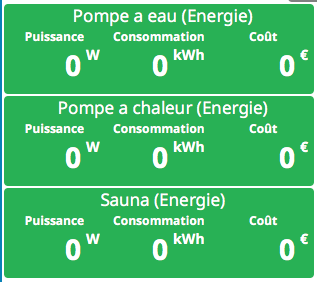 Pompe a eau (Energie)
Puissance Consommation Coût
0 W 0 kWh 0 €
Pompe a chaleur (Energie)
Puissance Consommation Coût
0 W 0 kWh 0 €
Sauna (Energie)
Puissance Consommation Coût
0 W 0 kWh 0 €